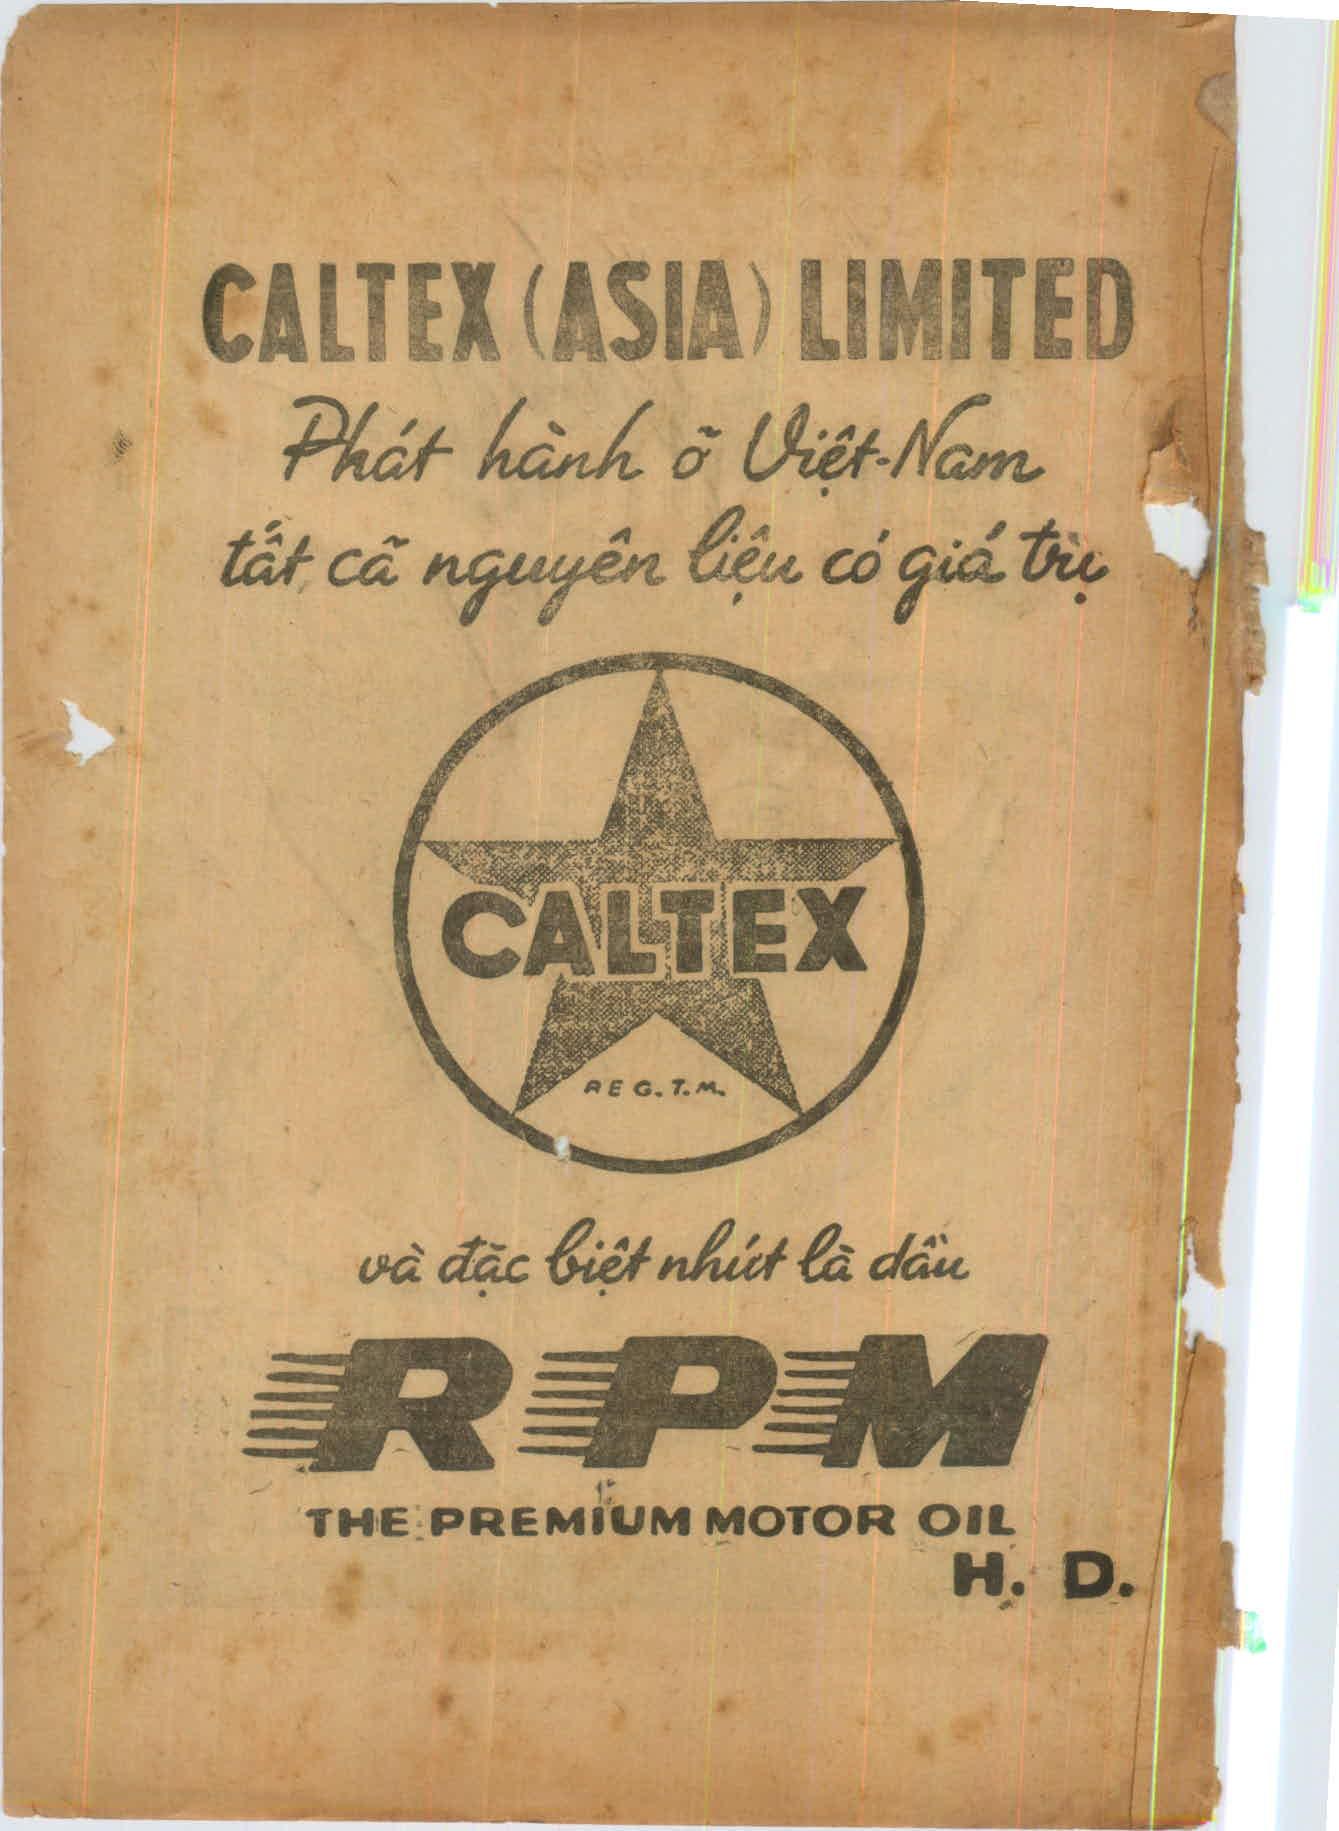 CALTEX (ASIA) LIMITED
Phát hành ỡ Việt-Nam
tất cã nguyên liệu có giá trị
CALTEX
REG. T.M.
và đặc biệt nhứt là dầu
RPM
THE PREMIUM MOTOR OIL
H. D.